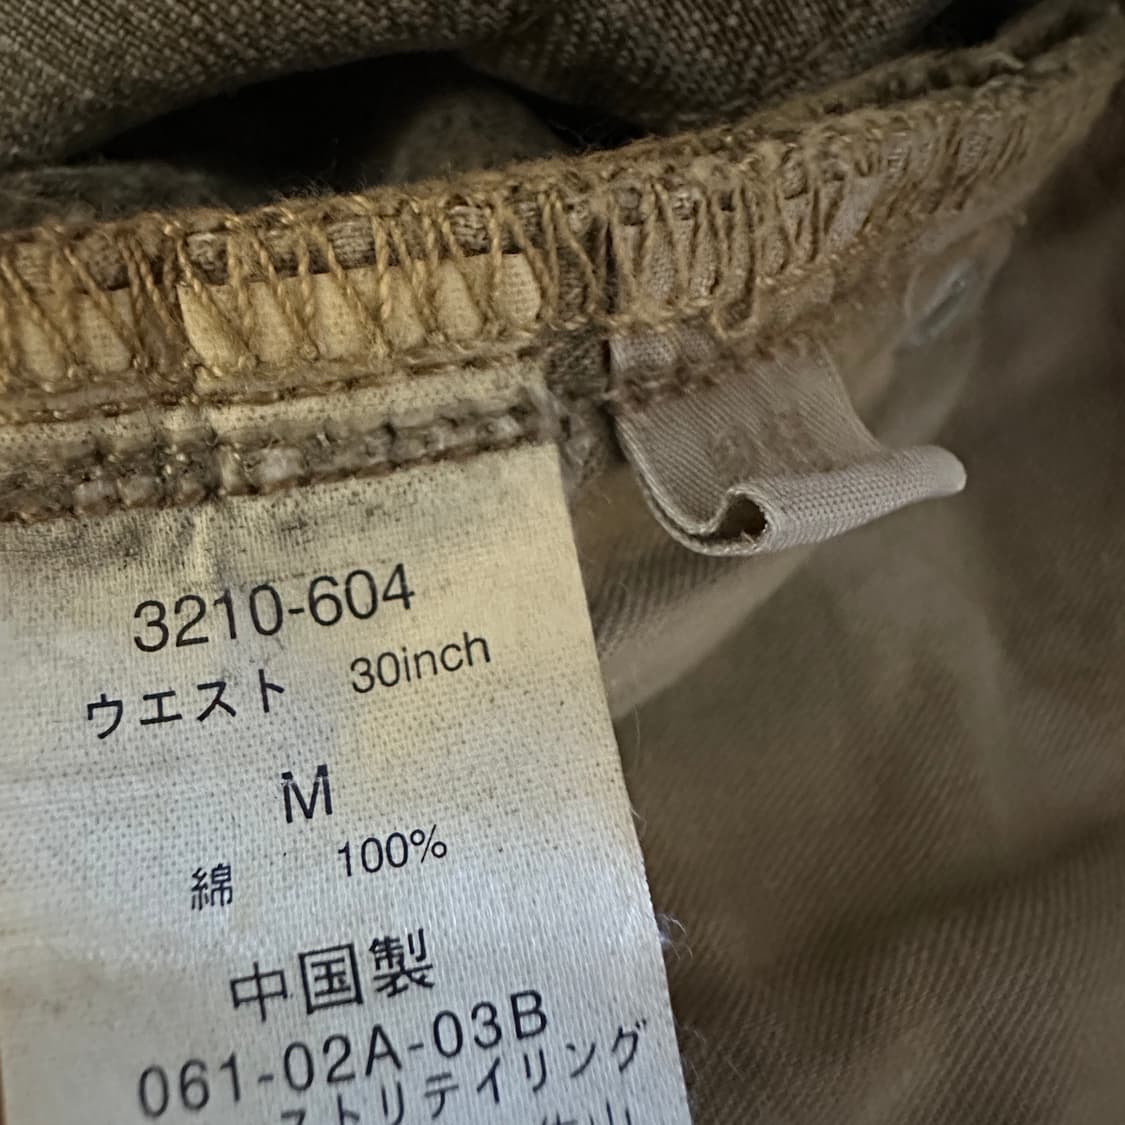 3210-604
ウエスト 30inch
M
綿 100%
中国製
061-02A-03B
ストリテイリング